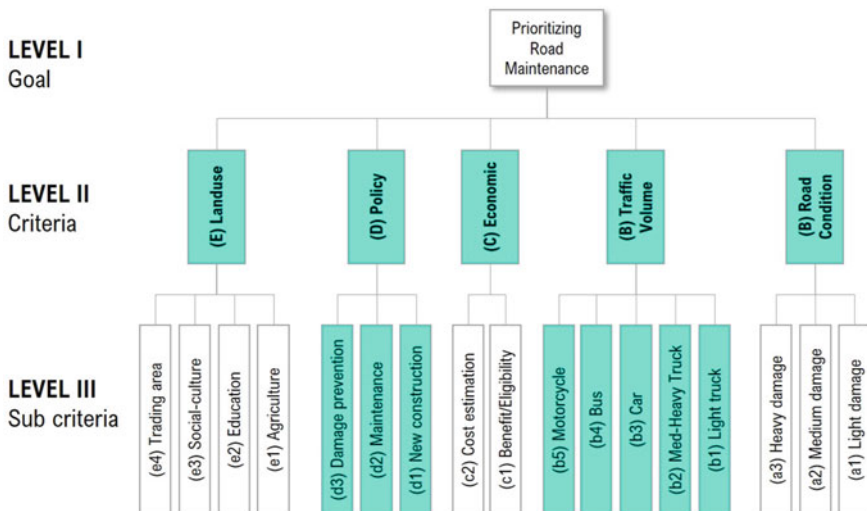 LEVEL I
Goal
Prioritizing
Road
Maintenance
LEVEL II
Criteria
(E) Landuse
(D) Policy
(C) Economic
(B) Traffic
Volume
(B) Road
Condition
LEVEL III
Sub criteria
(e4) Trading area
(e3) Social-culture
(e2) Education
(e1) Agriculture
(d3) Damage prevention
(d2) Maintenance
(d1) New construction
(c2) Cost estimation
(c1) Benefit/Eligibility
(b5) Motorcycle
(b4) Bus
(b3) Car
(b2) Med-Heavy Truck
(b1) Light truck
(a3) Heavy damage
(a2) Medium damage
(a1) Light damage